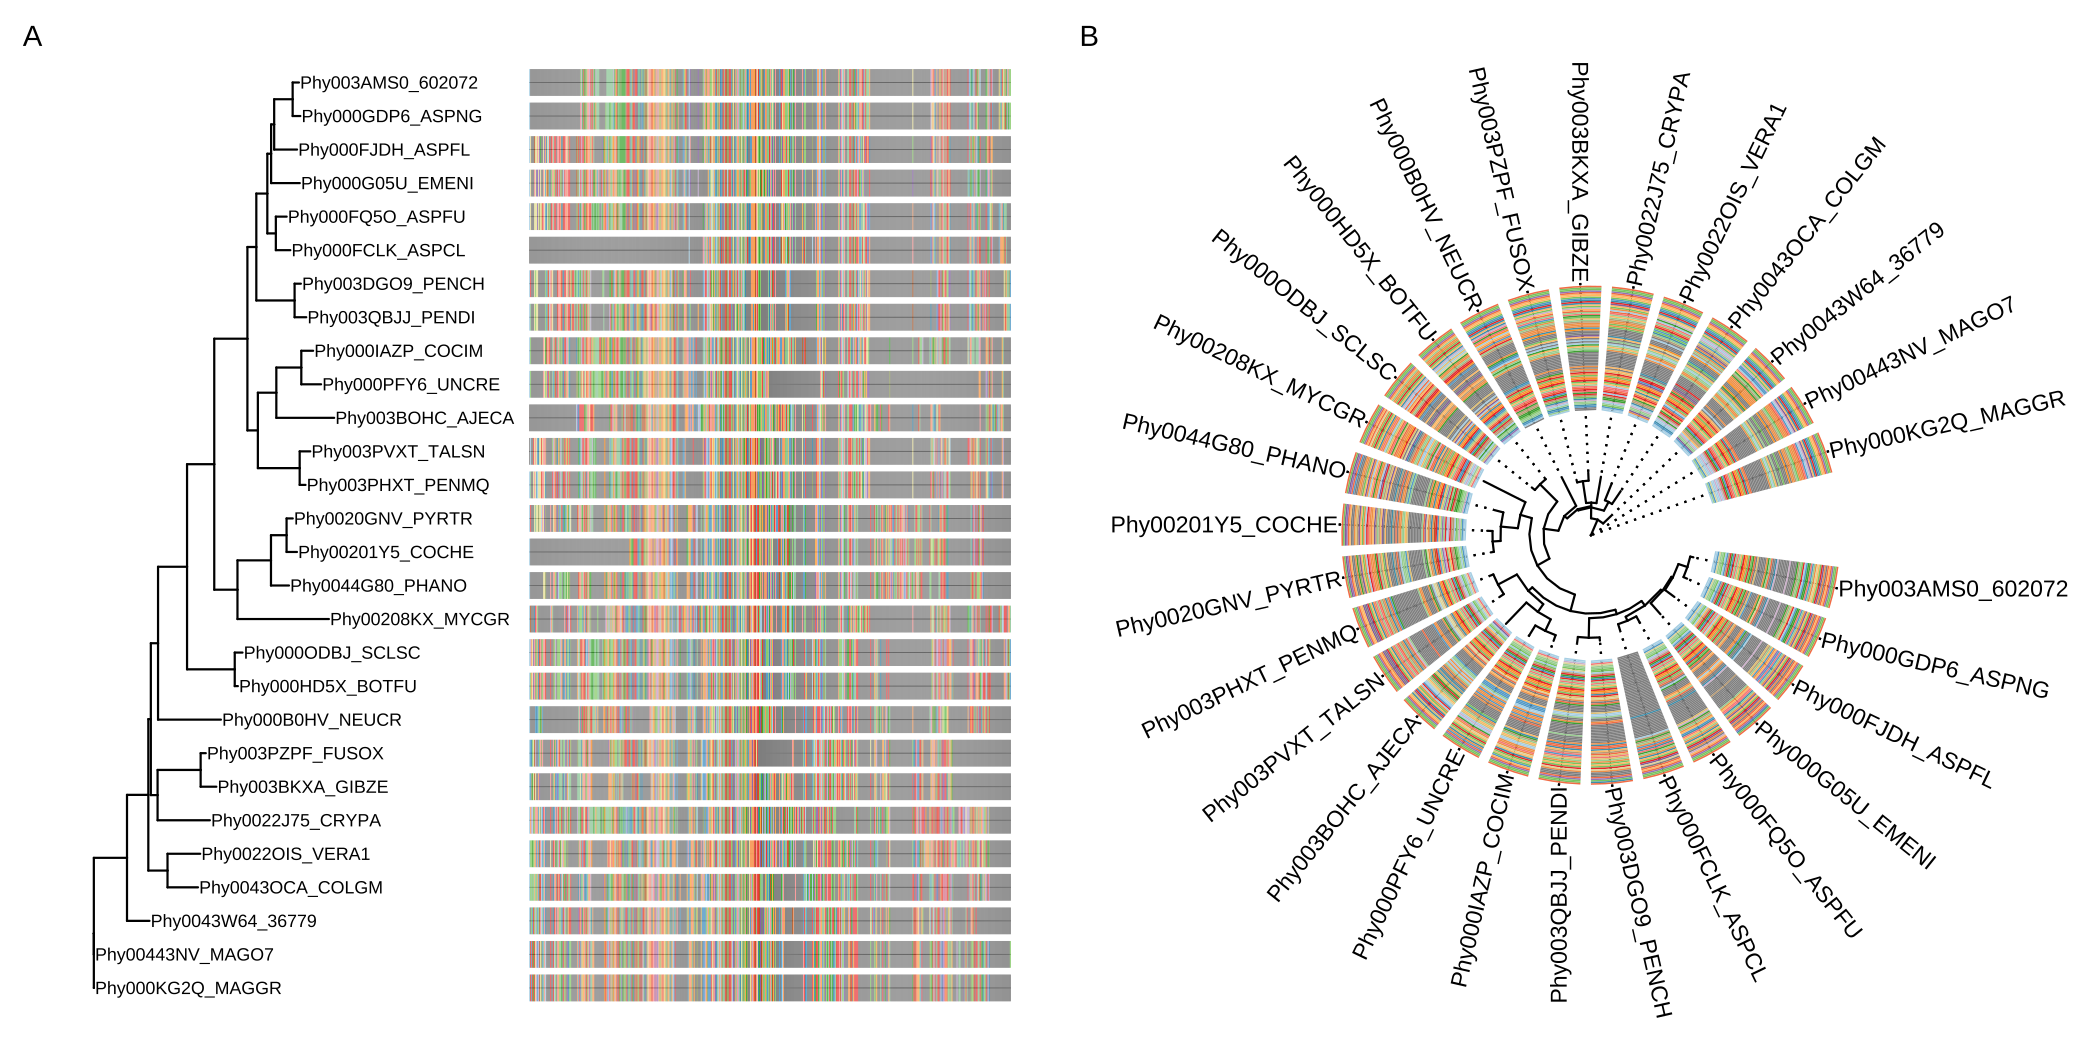 A
Phy003AMS0_602072
Phy000GDP6_ASPNG
Phy000FJDH_ASPFL
Phy000G05U_EMENI
Phy000FQ5O_ASPFU
Phy000FCLK_ASPCL
Phy003DGO9_PENCH
Phy003QBJJ_PENDI
Phy000IAZP_COCIM
Phy000PFY6_UNCRE
Phy003BOHC_AJECA
Phy003PVXT_TALSN
Phy003PHXT_PENMQ
Phy0020GNV_PYRTR
Phy00201Y5_COCHE
Phy0044G80_PHANO
Phy00208KX_MYCGR
Phy000ODBJ_SCLSC
Phy000HD5X_BOTFU
Phy000B0HV_NEUCR
Phy003PZPF_FUSOX
Phy003BKXA_GIBZE
Phy0022J75_CRYPA
Phy0022OIS_VERA1
Phy0043OCA_COLGM
Phy0043W64_36779
Phy00443NV_MAGO7
Phy000KG2Q_MAGGR
B
Phy003AMS0_602072
Phy000GDP6_ASPNG
Phy000FJDH_ASPFL
Phy000G05U_EMENI
Phy000FQ5O_ASPFU
Phy000FCLK_ASPCL
Phy003DGO9_PENCH
Phy003QBJJ_PENDI
Phy000IAZP_COCIM
Phy000PFY6_UNCRE
Phy003BOHC_AJECA
Phy003PVXT_TALSN
Phy003PHXT_PENMQ
Phy0020GNV_PYRTR
Phy00201Y5_COCHE
Phy0044G80_PHANO
Phy00208KX_MYCGR
Phy000ODBJ_SCLSC
Phy000HD5X_BOTFU
Phy000B0HV_NEUCR
Phy003PZPF_FUSOX
Phy003BKXA_GIBZE
Phy0022J75_CRYPA
Phy0022OIS_VERA1
Phy0043OCA_COLGM
Phy0043W64_36779
Phy00443NV_MAGO7
Phy000KG2Q_MAGGR